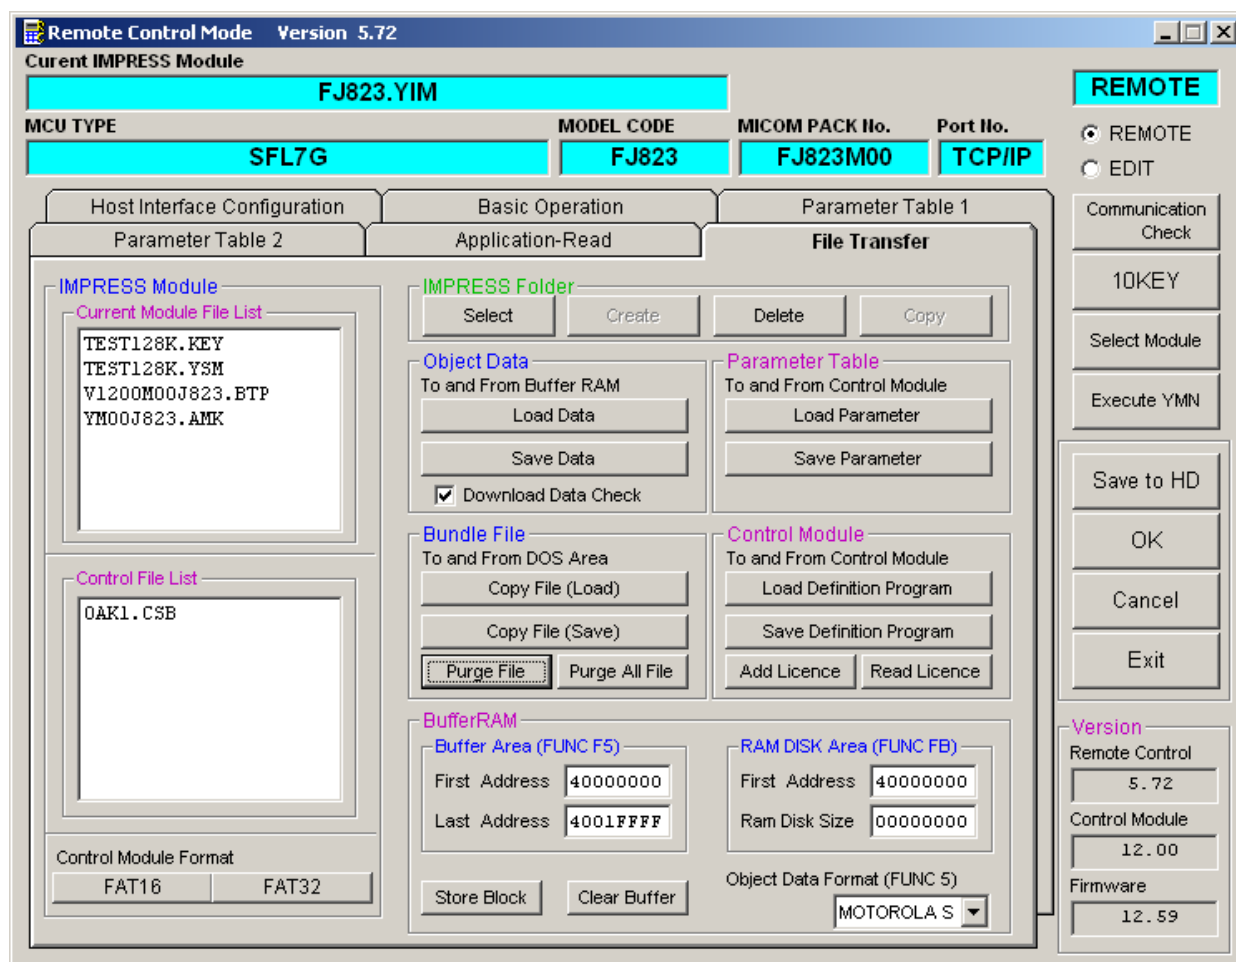 Remote Control Mode Version 5.72
Curent IMPRESS Module
FJ823.YIM
REMOTE
MCU TYPE MODEL CODE MICOM PACK No. Port No.
SFL7G FJ823 FJ823M00 TCP/IP
REMOTE
EDIT
Host Interface Configuration Basic Operation Parameter Table 1
Parameter Table 2 Application-Read File Transfer
Communication
Check
10KEY
Select Module
Execute YMN
Save to HD
OK
Cancel
Exit
IMPRESS Module
Current Module File List
TEST128K.KEY
TEST128K.YSM
V1200M00J823.BTP
YM00J823.AMK
Control File List
OAK1.CSB
Control Module Format
FAT16 FAT32
IMPRESS Folder
Select Create Delete Copy
Object Data
To and From Buffer RAM
Load Data
Save Data
Download Data Check
Parameter Table
To and From Control Module
Load Parameter
Save Parameter
Bundle File
To and From DOS Area
Copy File (Load)
Copy File (Save)
Purge File Purge All File
Control Module
To and From Control Module
Load Definition Program
Save Definition Program
Add Licence Read Licence
BufferRAM
Buffer Area (FUNC F5)
First Address 40000000
Last Address 4001FFFF
RAM DISK Area (FUNC FB)
First Address 40000000
Ram Disk Size 00000000
Store Block Clear Buffer
Object Data Format (FUNC 5)
MOTOROLA S
Version
Remote Control
5.72
Control Module
12.00
Firmware
12.59